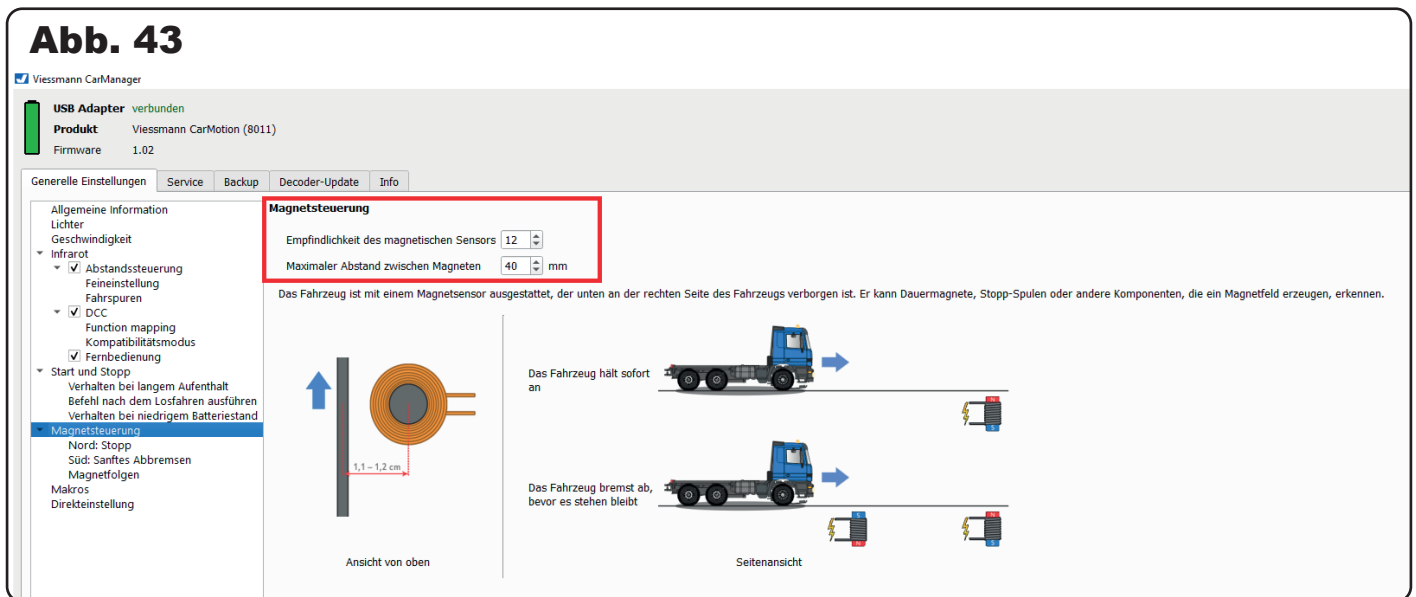 Abb. 43
Viessmann CarManager
USB Adapter verbunden
Produkt Viessmann CarMotion (8011)
Firmware 1.02
Generelle Einstellungen Service Backup Decoder-Update Info
Allgemeine Information
Lichter
Geschwindigkeit
Infrarot
Abstandssteuerung
Feineinstellung
Fahrspuren
DCC
Function mapping
Kompatibilitätsmodus
Fernbedienung
Start und Stopp
Verhalten bei langem Aufenthalt
Befehl nach dem Losfahren ausführen
Verhalten bei niedrigem Batteriestand
Magnetsteuerung
Nord: Stopp
Süd: Sanftes Abbremsen
Magnetfolgen
Makros
Direkteinstellung
Magnetsteuerung
Empfindlichkeit des magnetischen Sensors 12
Maximaler Abstand zwischen Magneten 40 mm
Das Fahrzeug ist mit einem Magnetsensor ausgestattet, der unten an der rechten Seite des Fahrzeugs verborgen ist. Er kann Dauermagnete, Stopp-Spulen oder andere Komponenten, die ein Magnetfeld erzeugen, erkennen.
1,1 – 1,2 cm
Ansicht von oben
Das Fahrzeug hält sofort
an
N
S
Das Fahrzeug bremst ab,
bevor es stehen bleibt
S N
N S
Seitenansicht